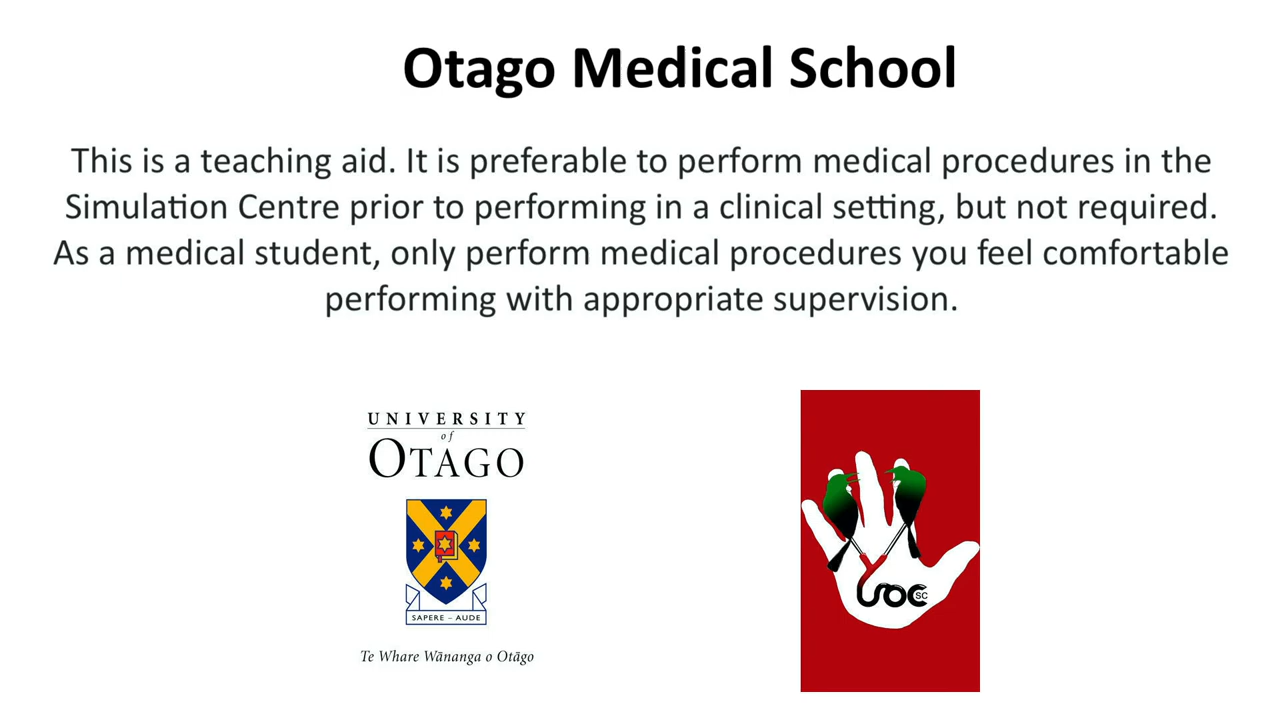 Otago Medical School
This is a teaching aid. It is preferable to perform medical procedures in the
Simulation Centre prior to performing in a clinical setting, but not required.
As a medical student, only perform medical procedures you feel comfortable
performing with appropriate supervision.
UNIVERSITY
of
OTAGO
SAPERE – AUDE
Te Whare Wānanga o Otāgo
UOC
SC